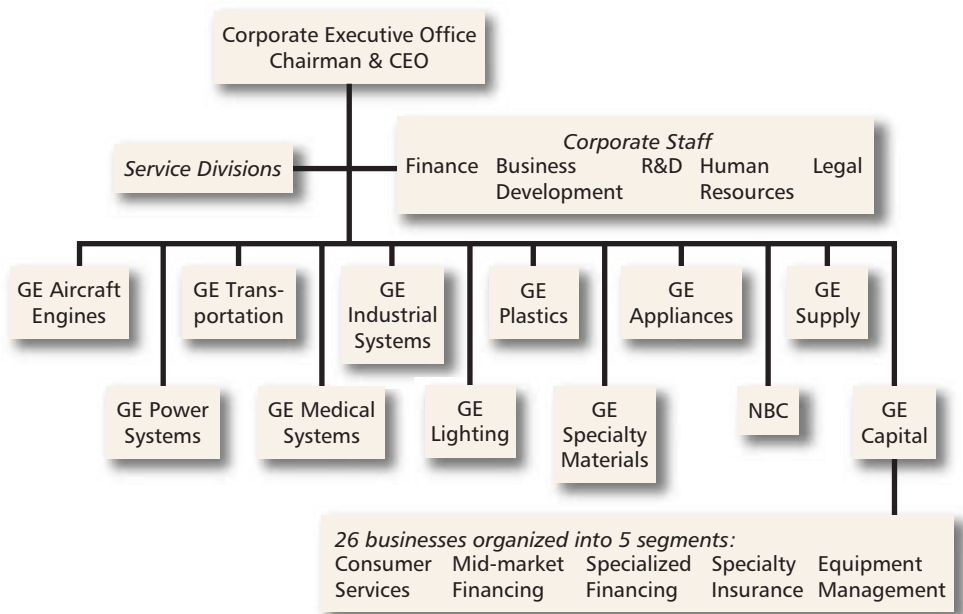 Corporate Executive Office
Chairman & CEO
Service Divisions
Corporate Staff
Finance Business R&D Human Legal
Development Resources
GE Aircraft
Engines
GE Trans-
portation
GE
Industrial
Systems
GE
Plastics
GE
Appliances
GE
Supply
GE Power
Systems
GE Medical
Systems
GE
Lighting
GE
Specialty
Materials
NBC
GE
Capital
26 businesses organized into 5 segments:
Consumer Mid-market Specialized Specialty Equipment
Services Financing Financing Insurance Management